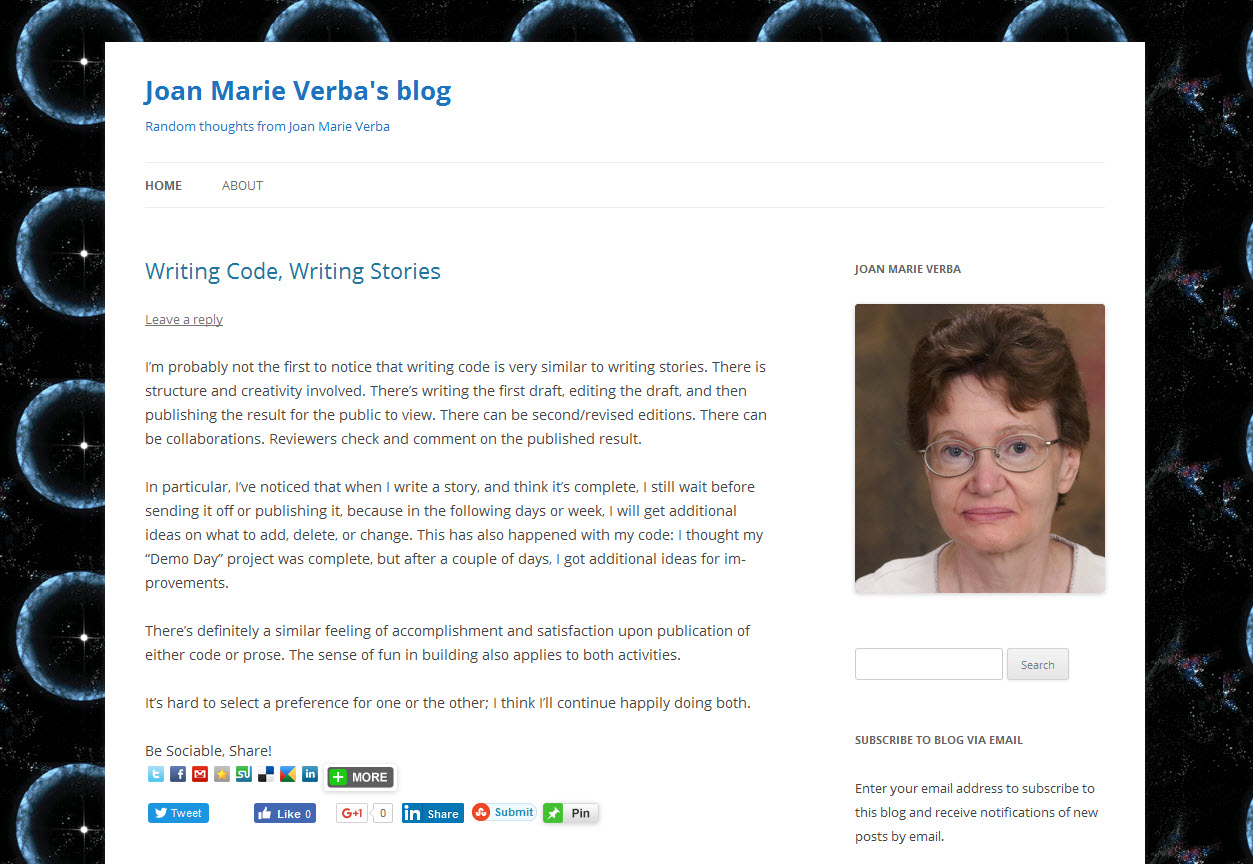 Joan Marie Verba's blog
Random thoughts from Joan Marie Verba
HOME ABOUT
Writing Code, Writing Stories
Leave a reply
I’m probably not the first to notice that writing code is very similar to writing stories. There is
structure and creativity involved. There’s writing the first draft, editing the draft, and then
publishing the result for the public to view. There can be second/revised editions. There can
be collaborations. Reviewers check and comment on the published result.
In particular, I’ve noticed that when I write a story, and think it’s complete, I still wait before
sending it off or publishing it, because in the following days or week, I will get additional
ideas on what to add, delete, or change. This has also happened with my code: I thought my
“Demo Day” project was complete, but after a couple of days, I got additional ideas for im-
provements.
There’s definitely a similar feeling of accomplishment and satisfaction upon publication of
either code or prose. The sense of fun in building also applies to both activities.
It’s hard to select a preference for one or the other; I think I’ll continue happily doing both.
Be Sociable, Share!
MORE
Tweet Like 0 G+1 0 in Share Submit Pin
JOAN MARIE VERBA
Search
SUBSCRIBE TO BLOG VIA EMAIL
Enter your email address to subscribe to
this blog and receive notifications of new
posts by email.